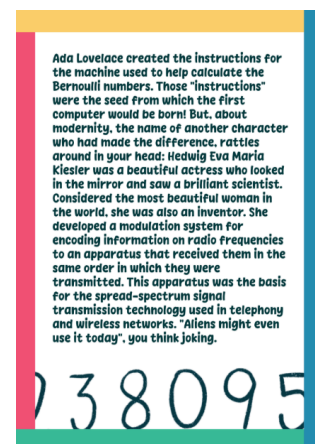 Ada Lovelace created the instructions for
the machine used to help calculate the
Bernoulli numbers. Those "instructions"
were the seed from which the first
computer would be born! But, about
modernity, the name of another character
who had made the difference, rattles
around in your head: Hedwig Eva Maria
Kiesler was a beautiful actress who looked
in the mirror and saw a brilliant scientist.
Considered the most beautiful woman in
the world, she was also an inventor. She
developed a modulation system for
encoding information on radio frequencies
to an apparatus that received them in the
same order in which they were
transmitted. This apparatus was the basis
for the spread-spectrum signal
transmission technology used in telephony
and wireless networks. "Aliens might even
use it today", you think joking.
38095